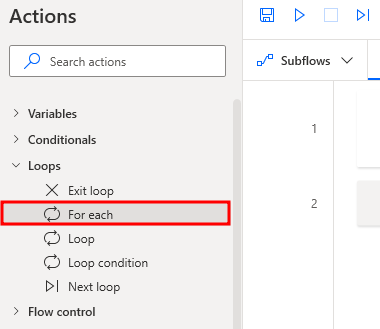 Actions
Search actions
Variables
Conditionals
Loops
Exit loop
For each
Loop
Loop condition
Next loop
Flow control
Subflows
1
2